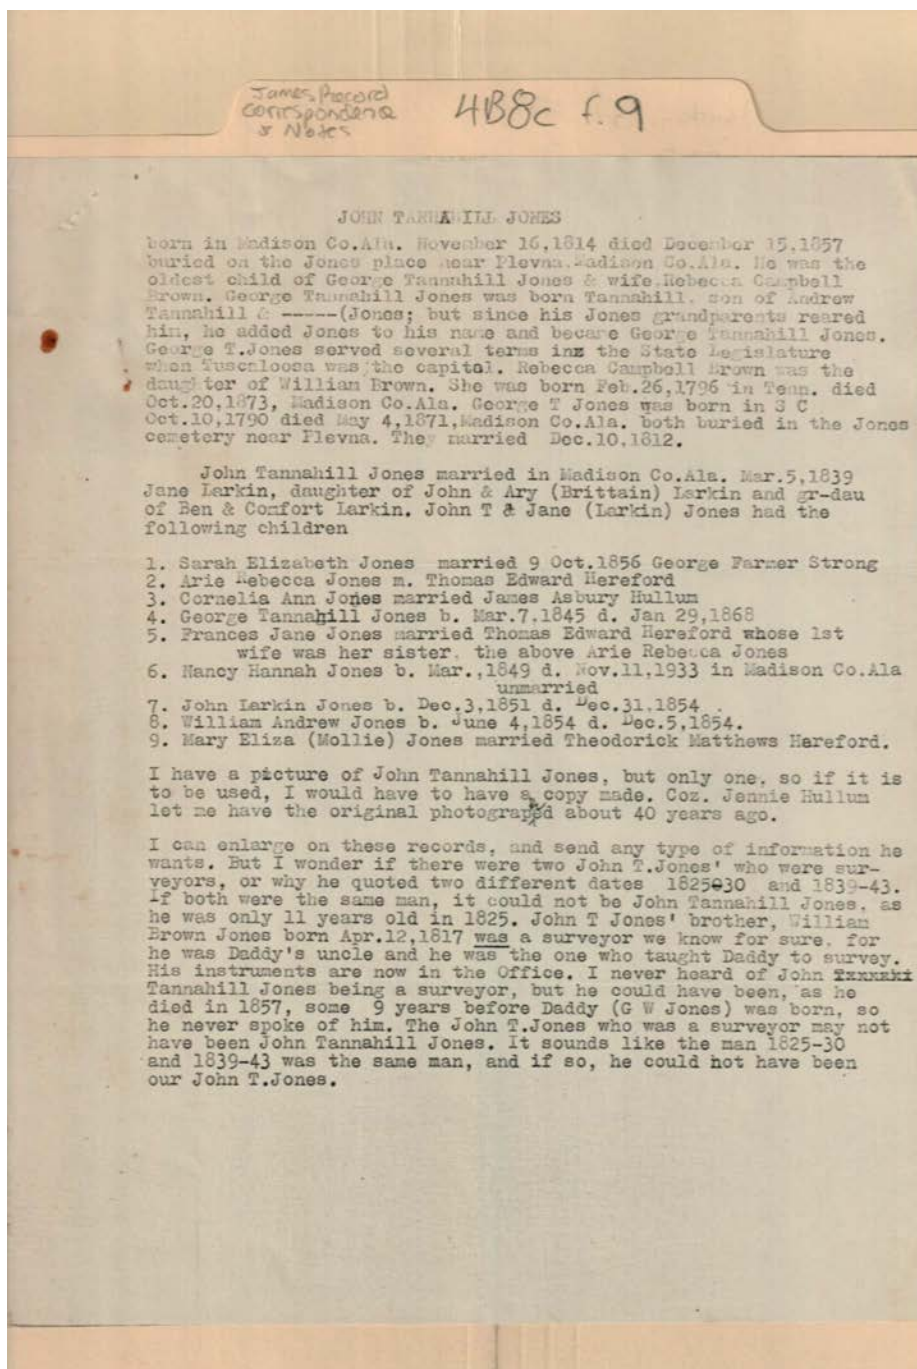 James Record
Correspondence
& Notes
4B8c f.9
JOHN TANNAHILL JONES
born in Madison Co.Ala. November 16,1814 died December 15,1857
buried on the Jones place near Plevna.Madison Co.Ala. He was the
oldest child of George Tannahill Jones & wife Rebecca Campbell
Brown. George Tannahill Jones was born Tannahill, son of Andrew
Tannahill & -----(Jones; but since his Jones grandparents reared
him, he added Jones to his name and became George Tannahill Jones.
George T.Jones served several terms inx the State Legislature
when Tuscaloosa was the capitol. Rebecca Campbell Brown was the
daughter of William Brown. She was born Feb.26,1796 in Tenn. died
Oct.20,1873, Madison Co.Ala. George T Jones was born in S C
Oct.10,1790 died May 4,1871,Madison Co.Ala. both buried in the Jones
cemetery near Plevna. They married Dec.10,1812.
John Tannahill Jones married in Madison Co.Ala. Mar.5,1839
Jane Larkin, daughter of John & Ary (Brittain) Larkin and gr-dau
of Ben & Comfort Larkin. John T & Jane (Larkin) Jones had the
following children
1. Sarah Elizabeth Jones married 9 Oct.1856 George Farmer Strong
2. Arie Rebecca Jones m. Thomas Edward Hereford
3. Cornelia Ann Jones married James Asbury Hullum
4. George Tannahill Jones b. Mar.7,1845 d. Jan 29,1868
5. Frances Jane Jones married Thomas Edward Hereford whose 1st
wife was her sister, the above Arie Rebecca Jones
6. Nancy Hannah Jones b. Mar.,1849 d. Nov.11,1933 in Madison Co.Ala
unmarried
7. John Larkin Jones b. Dec.3,1851 d. Dec.31,1854 .
8. William Andrew Jones b. June 4,1854 d. Dec.5,1854.
9. Mary Eliza (Mollie) Jones married Theodorick Matthews Hereford.
I have a picture of John Tannahill Jones, but only one, so if it is
to be used, I would have to have a copy made. Coz. Jennie Hullum
let me have the original photograped about 40 years ago.
I can enlarge on these records, and send any type of information he
wants. But I wonder if there were two John T.Jones' who were sur-
veyors, or why he quoted two different dates 1825-30 and 1839-43.
If both were the same man, it could not be John Tannahill Jones, as
he was only 11 years old in 1825. John T Jones' brother, William
Brown Jones born Apr.12,1817 was a surveyor we know for sure, for
he was Daddy's uncle and he was the one who taught Daddy to survey.
His instruments are now in the Office. I never heard of John
Tannahill Jones being a surveyor, but he could have been, as he
died in 1857, some 9 years before Daddy (G W Jones) was born, so
he never spoke of him. The John T.Jones who was a surveyor may not
have been John Tannahill Jones. It sounds like the man 1825-30
and 1839-43 was the same man, and if so, he could not have been
our John T.Jones.